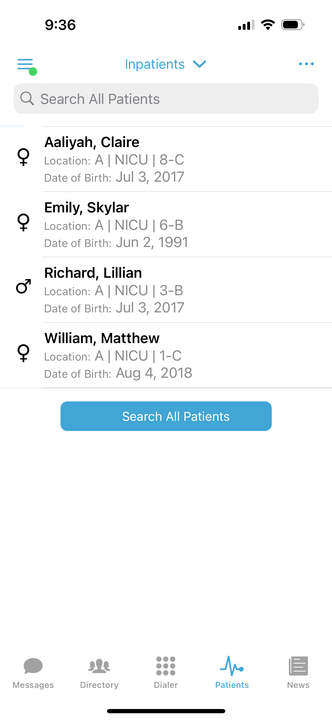 9:36
Inpatients
Search All Patients
Aaliyah, Claire
Location: A | NICU | 8-C
Date of Birth: Jul 3, 2017
Emily, Skylar
Location: A | NICU | 6-B
Date of Birth: Jun 2, 1991
Richard, Lillian
Location: A | NICU | 3-B
Date of Birth: Jul 3, 2017
William, Matthew
Location: A | NICU | 1-C
Date of Birth: Aug 4, 2018
Search All Patients
Messages Directory Dialer Patients News